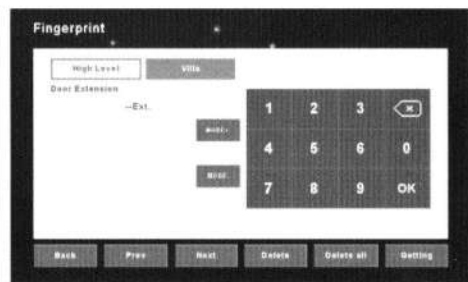 Fingerprint
High Level Villa
Door Extension
--Ext.
1 2 3
4 5 6 0
7 8 9 OK
Back Prev Next Delete Delete all Getting